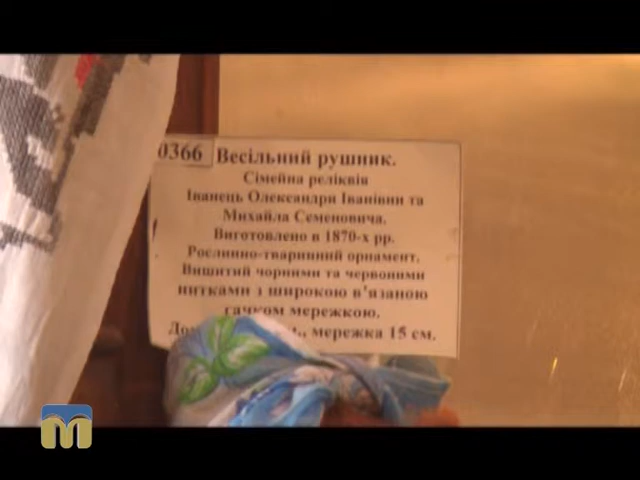 0366 Весільний рушник.
Сімейна реліквія
Іванець Олександри Іванівни та
Михайла Семеновича.
Виготовлено в 1870-х рр.
Рослинно-тваринний орнамент.
Вишитий чорними та червоними
нитками з широкою в'язаною
гачком мережкою.
мережка 15 см.